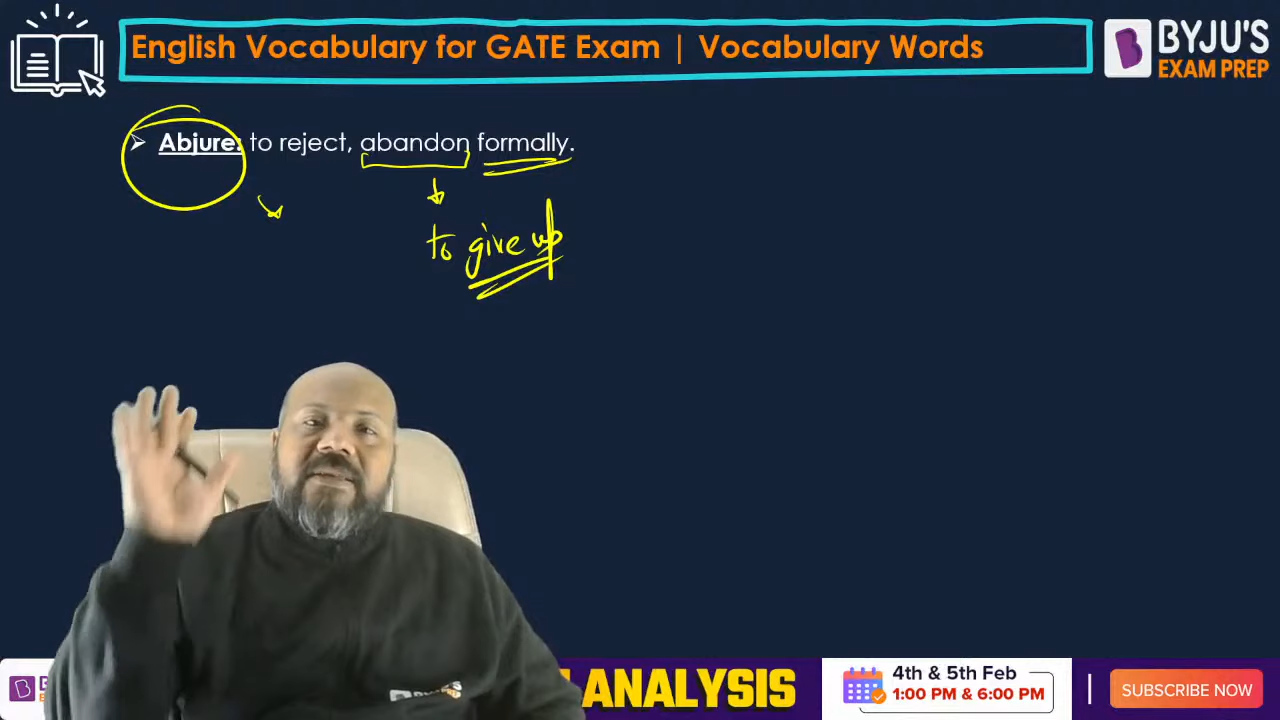 English Vocabulary for GATE Exam | Vocabulary Words
BYJU'S
EXAM PREP
➢ Abjure: to reject, abandon formally.
to give up
ANALYSIS
4th & 5th Feb
1:00 PM & 6:00 PM
SUBSCRIBE NOW